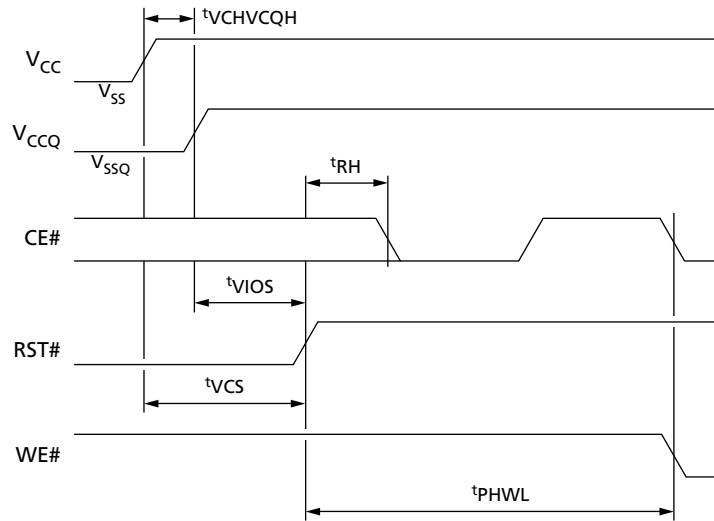 tVCHVCQH
VCC
VSS
VCCQ
VSSQ
tRH
CE#
tVIOS
RST#
tVCS
WE#
tPHWL